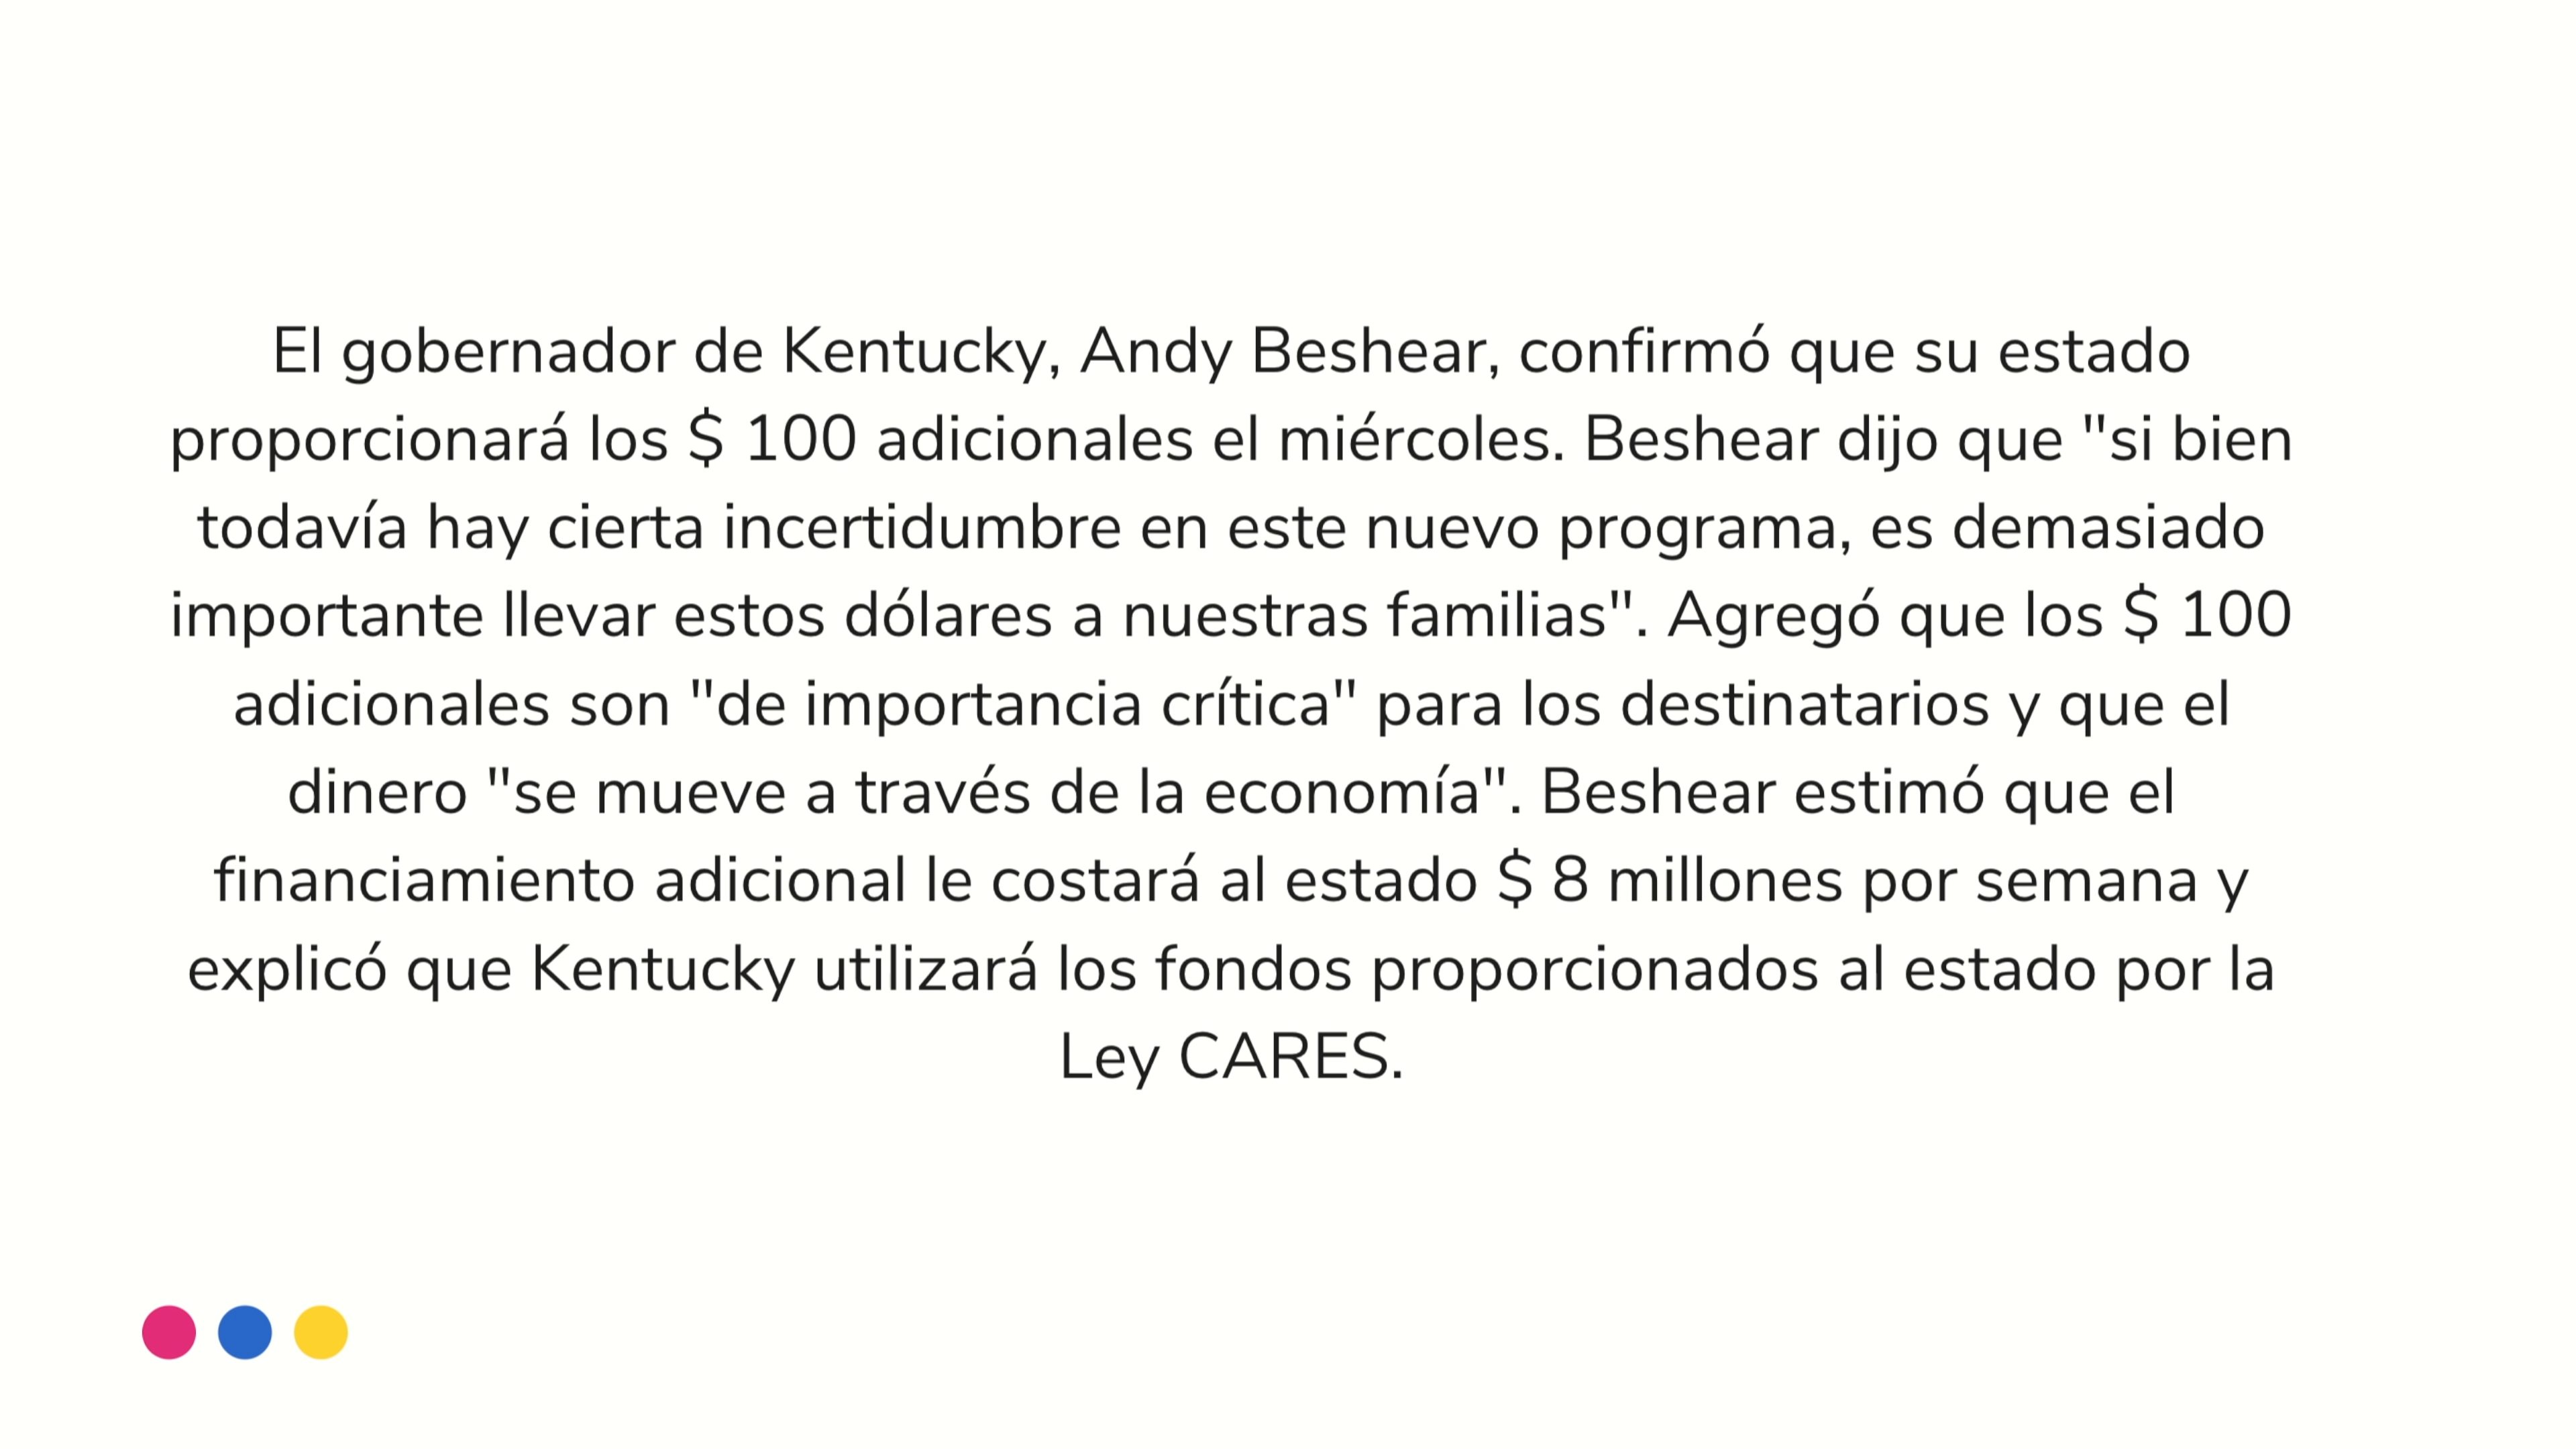 El gobernador de Kentucky, Andy Beshear, confirmó que su estado
proporcionará los $ 100 adicionales el miércoles. Beshear dijo que "si bien
todavía hay cierta incertidumbre en este nuevo programa, es demasiado
importante llevar estos dólares a nuestras familias". Agregó que los $ 100
adicionales son "de importancia crítica" para los destinatarios y que el
dinero "se mueve a través de la economía". Beshear estimó que el
financiamiento adicional le costará al estado $ 8 millones por semana y
explicó que Kentucky utilizará los fondos proporcionados al estado por la
Ley CARES.